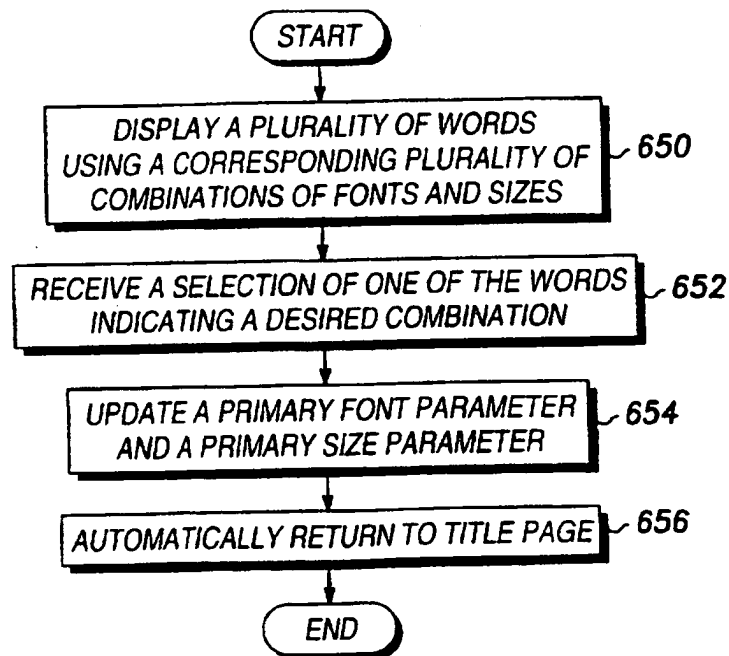 START
DISPLAY A PLURALITY OF WORDS
USING A CORRESPONDING PLURALITY OF
COMBINATIONS OF FONTS AND SIZES
650
RECEIVE A SELECTION OF ONE OF THE WORDS
INDICATING A DESIRED COMBINATION
652
UPDATE A PRIMARY FONT PARAMETER
AND A PRIMARY SIZE PARAMETER
654
AUTOMATICALLY RETURN TO TITLE PAGE
656
END